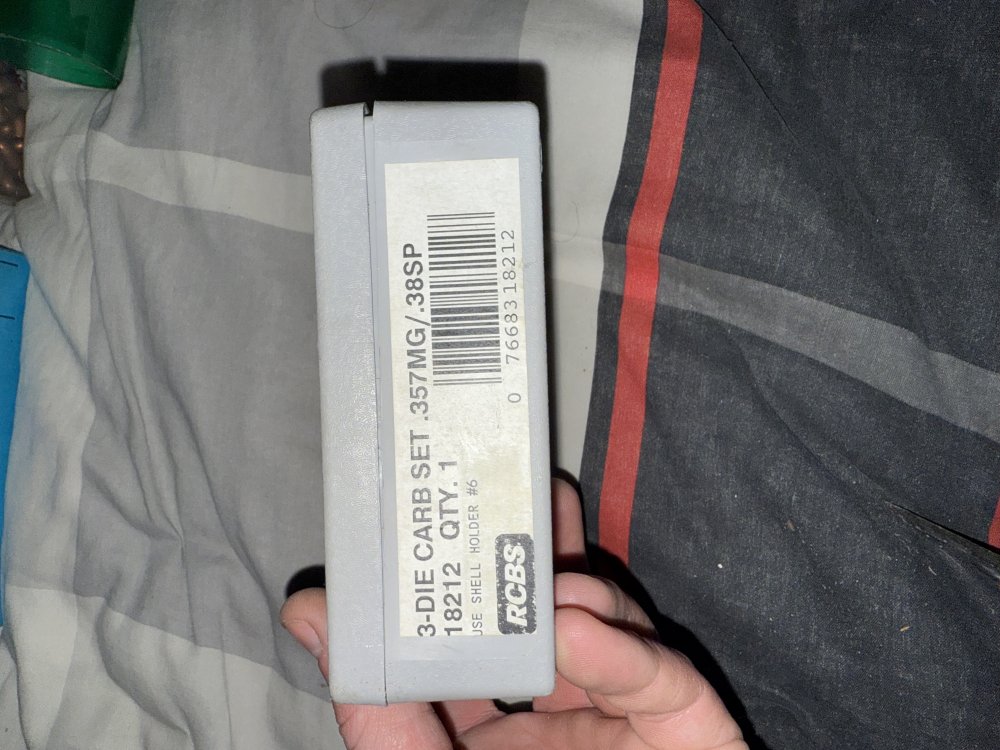 3-DIE CARB SET .357MG/.38SP
18212 QTY. 1
USE SHELL HOLDER #6
RCBS
0 76683 18212